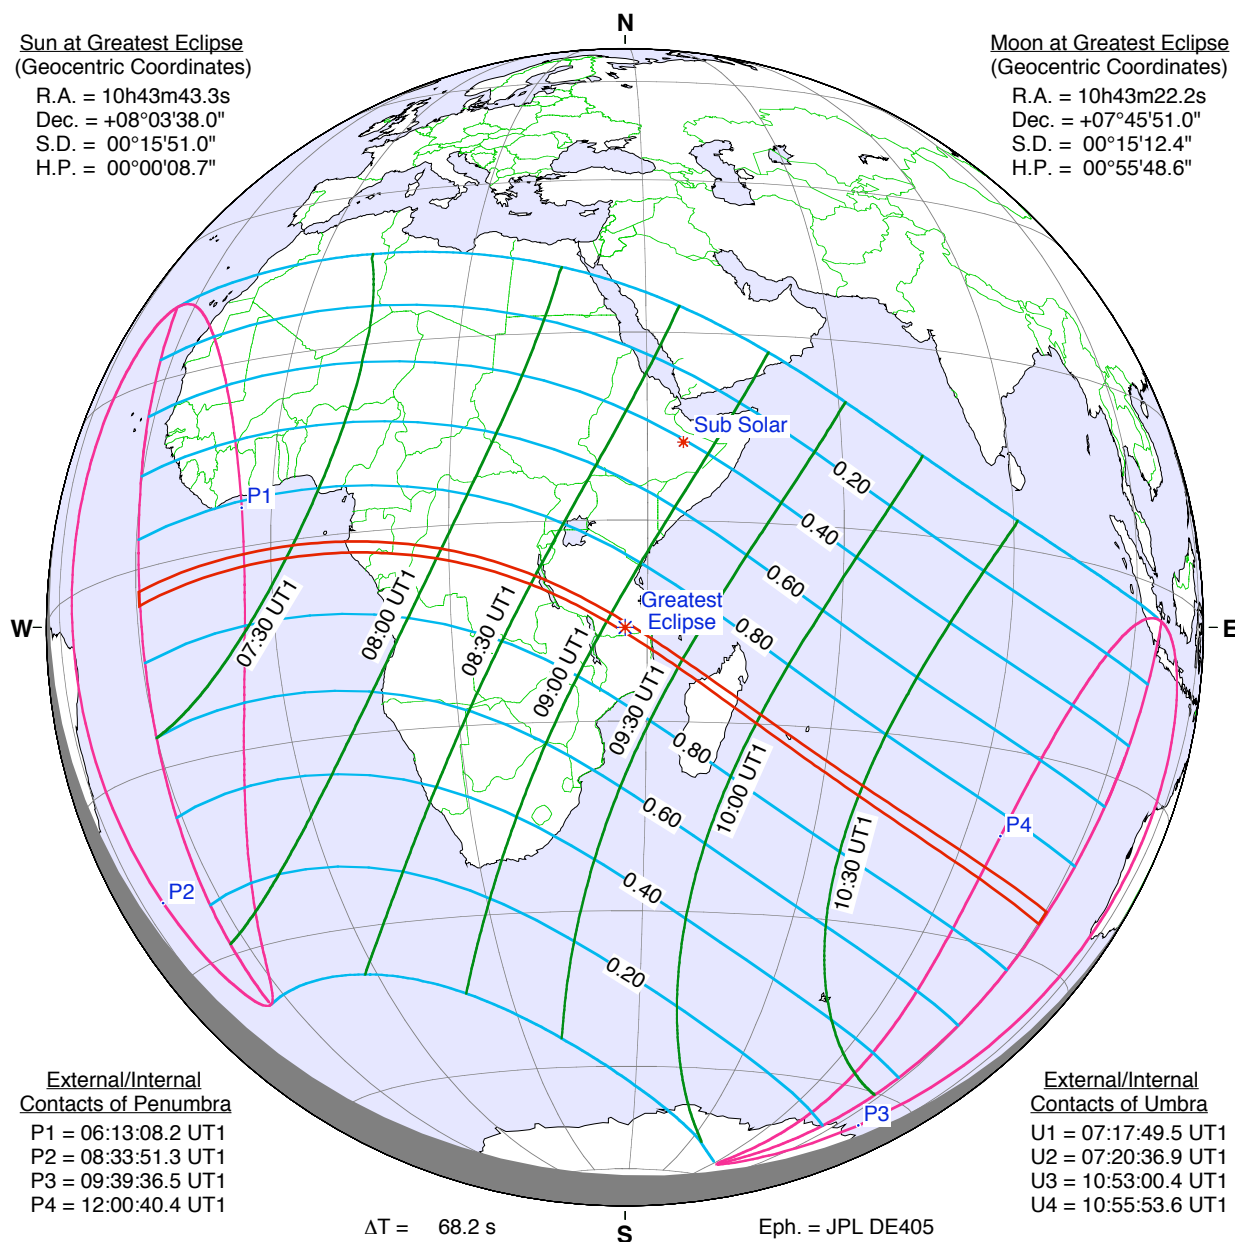 N
Sun at Greatest Eclipse
(Geocentric Coordinates)
R.A. = 10h43m43.3s
Dec. = +08°03'38.0"
S.D. = 00°15'51.0"
H.P. = 00°00'08.7"
Moon at Greatest Eclipse
(Geocentric Coordinates)
R.A. = 10h43m22.2s
Dec. = +07°45'51.0"
S.D. = 00°15'12.4"
H.P. = 00°55'48.6"
Sub Solar
0.20
P1
0.40
0.60
Greatest
Eclipse
07:30 UT1
08:00 UT1
08:30 UT1
W
E
0.80
09:00 UT1
09:30 UT1
0.80
10:00 UT1
0.60
P4
10:30 UT1
P2
0.40
0.20
External/Internal
Contacts of Penumbra
P1 = 06:13:08.2 UT1
P2 = 08:33:51.3 UT1
P3 = 09:39:36.5 UT1
P4 = 12:00:40.4 UT1
P3
External/Internal
Contacts of Umbra
U1 = 07:17:49.5 UT1
U2 = 07:20:36.9 UT1
U3 = 10:53:00.4 UT1
U4 = 10:55:53.6 UT1
ΔT = 68.2 s
S
Eph. = JPL DE405